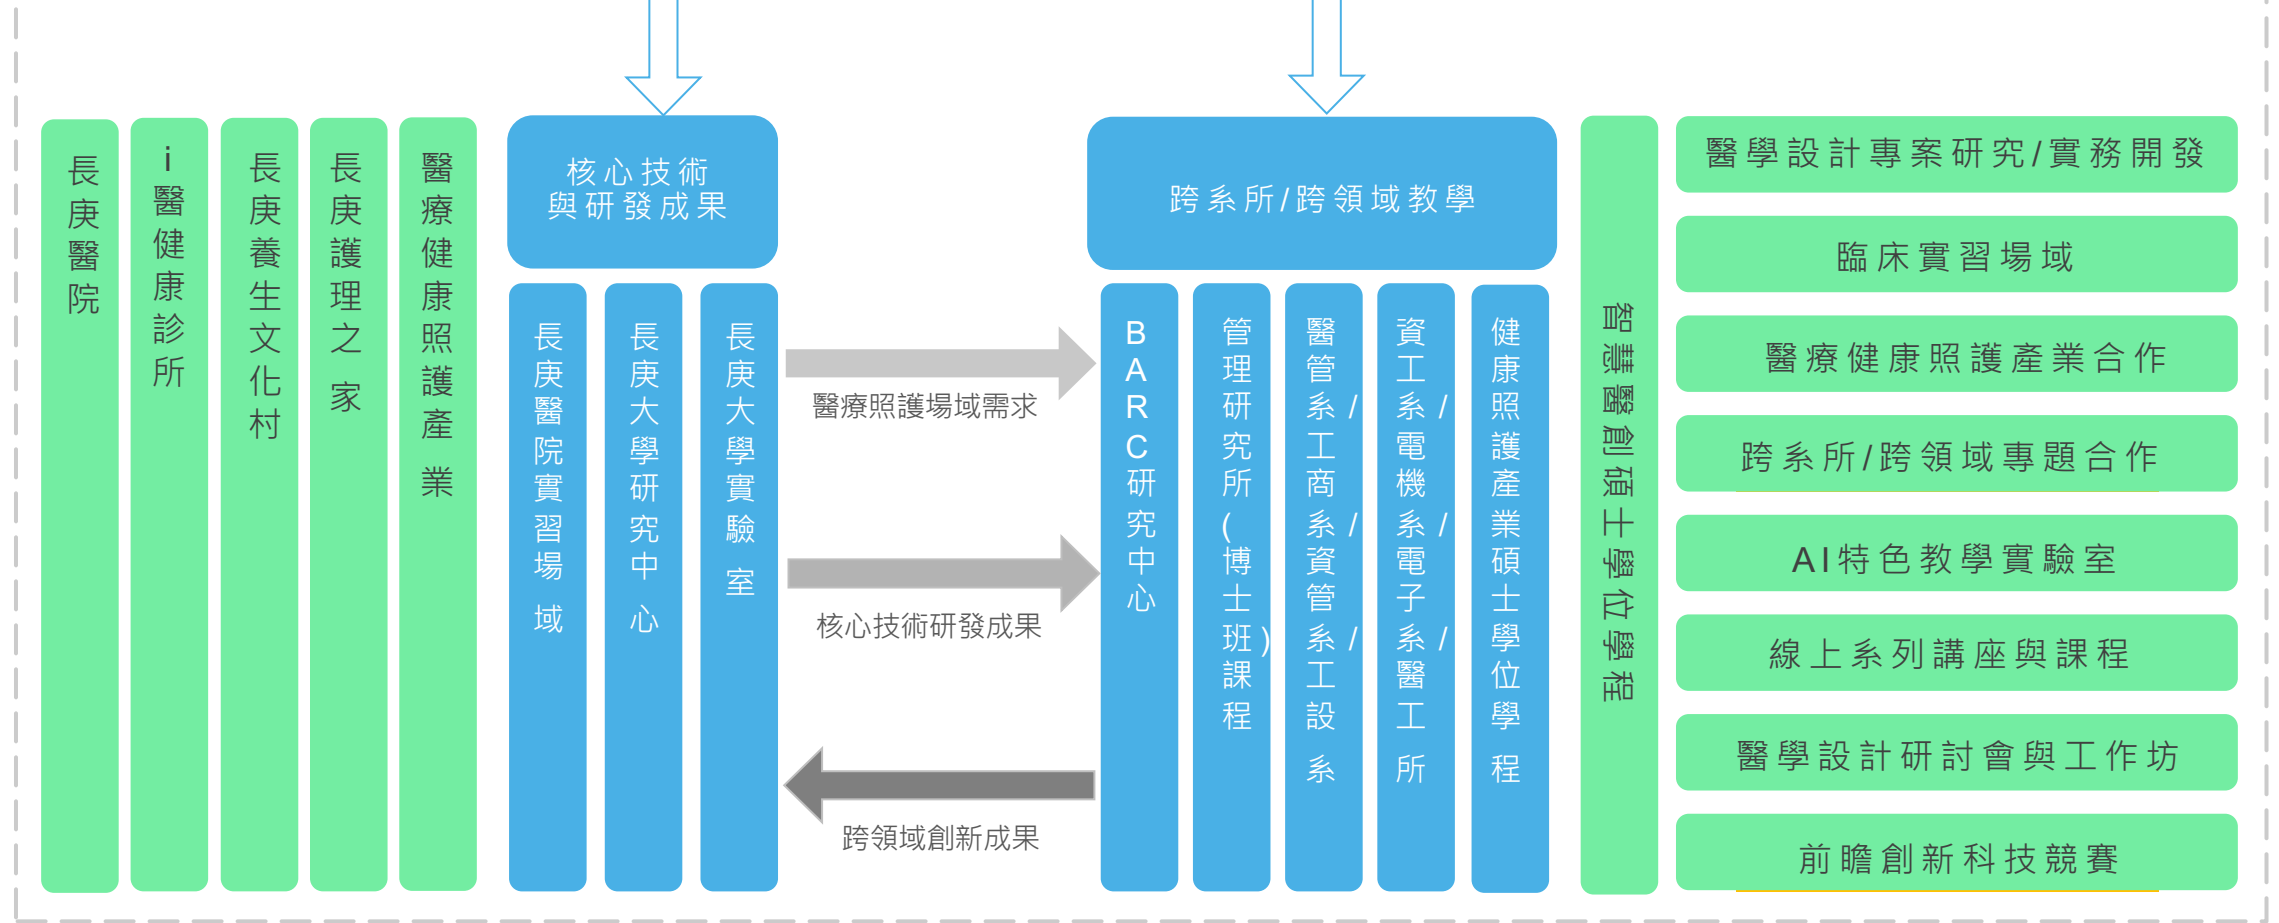 長庚醫院
i醫健康診所
長庚養生文化村
長庚護理之家
醫療健康照護產業
核心技術
與研發成果
長庚醫院實習場域
長庚大學研究中心
長庚大學實驗室
醫療照護場域需求
核心技術研發成果
跨領域創新成果
跨系所/跨領域教學
BARC研究中心
管理研究所(博士班)課程
醫管系/工商系/資管系/工設系
資工系/電機系/電子系/醫工所
健康照護產業碩士學位學程
智慧醫創碩士學位學程
醫學設計專案研究/實務開發
臨床實習場域
醫療健康照護產業合作
跨系所/跨領域專題合作
AI特色教學實驗室
線上系列講座與課程
醫學設計研討會與工作坊
前瞻創新科技競賽